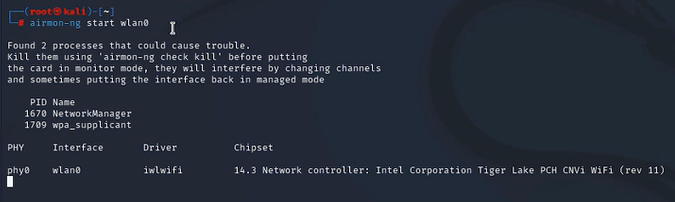 ┌──(root㉿kali)-[~]
└─# airmon-ng start wlan0
Found 2 processes that could cause trouble.
Kill them using 'airmon-ng check kill' before putting
the card in monitor mode, they will interfere by changing channels
and sometimes putting the interface back in managed mode
PID Name
1670 NetworkManager
1709 wpa_supplicant
PHY Interface Driver Chipset
phy0 wlan0 iwlwifi 14.3 Network controller: Intel Corporation Tiger Lake PCH CNVi WiFi (rev 11)